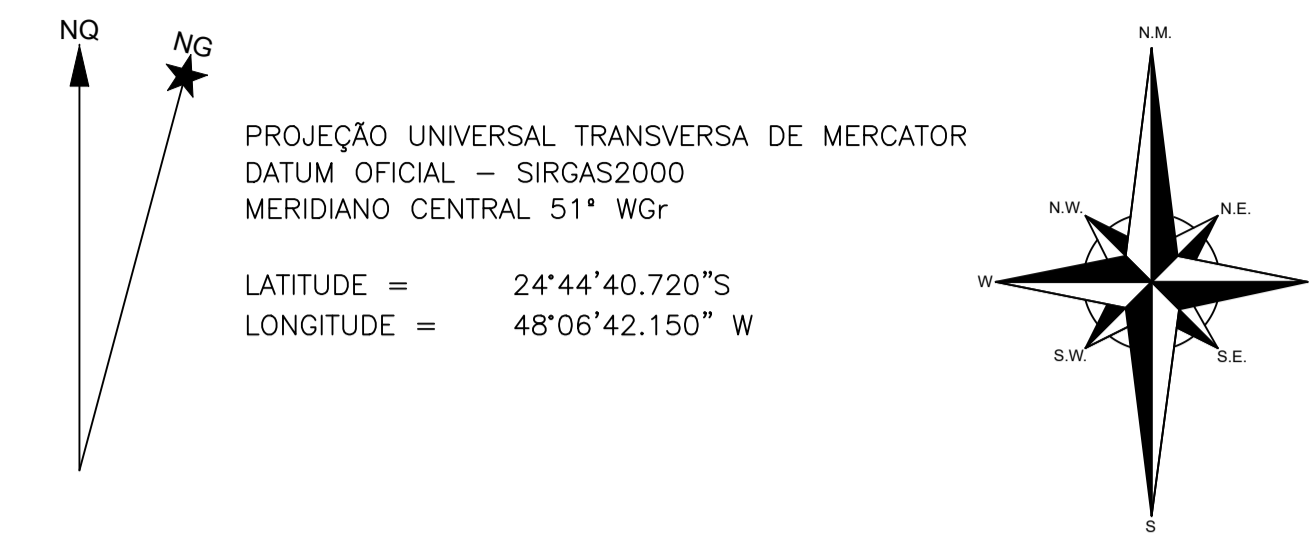 NQ
NG
PROJEÇÃO UNIVERSAL TRANSVERSA DE MERCATOR
DATUM OFICIAL – SIRGAS2000
MERIDIANO CENTRAL 51ª WGr
LATITUDE = 24°44'40.720"S
LONGITUDE = 48°06'42.150" W
N.M.
N.W.
N.E.
W
S.W.
S.E.
S